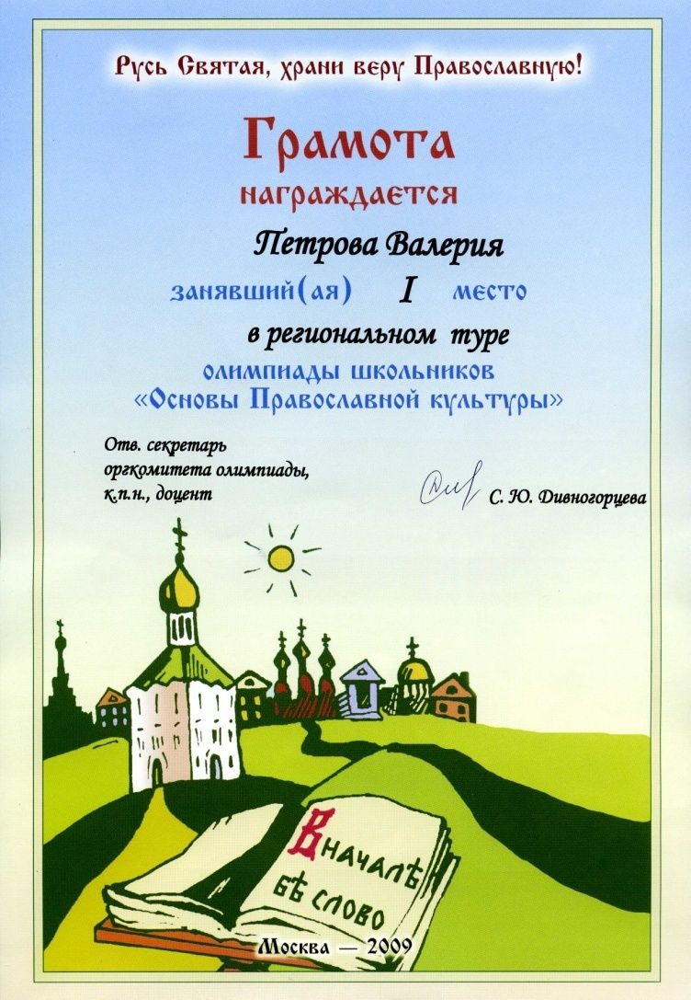 Русь Святая, храни веру Православную!
Грамота
награждается
Петрова Валерия
занявший(ая) I место
в региональном туре
олимпиады школьников
«Основы Православной культуры»
Отв. секретарь
оргкомитета олимпиады,
к.п.н., доцент
С. Ю. Дивногорцева
Вначалѣ
бѣ слово
Москва — 2009